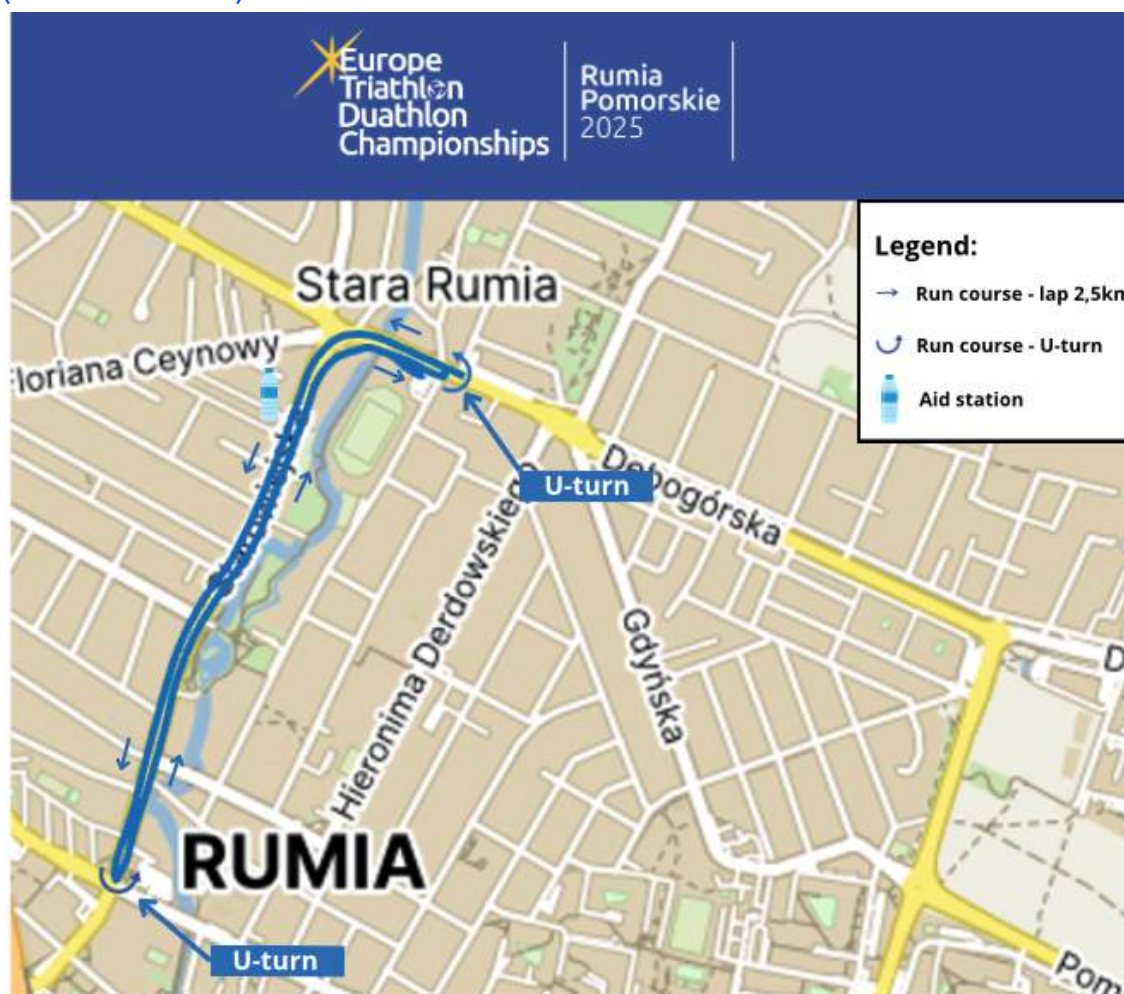 Europe
Triathlon
Duathlon
Championships
Rumia
Pomorskie
2025
Legend:
Run course - lap 2,5km
Run course - U-turn
Aid station
Stara Rumia
Floriana Ceynowy
U-turn
Dębogórska
Hieronima Derdowskiego
Gdyńska
D
RUMIA
U-turn
Pom